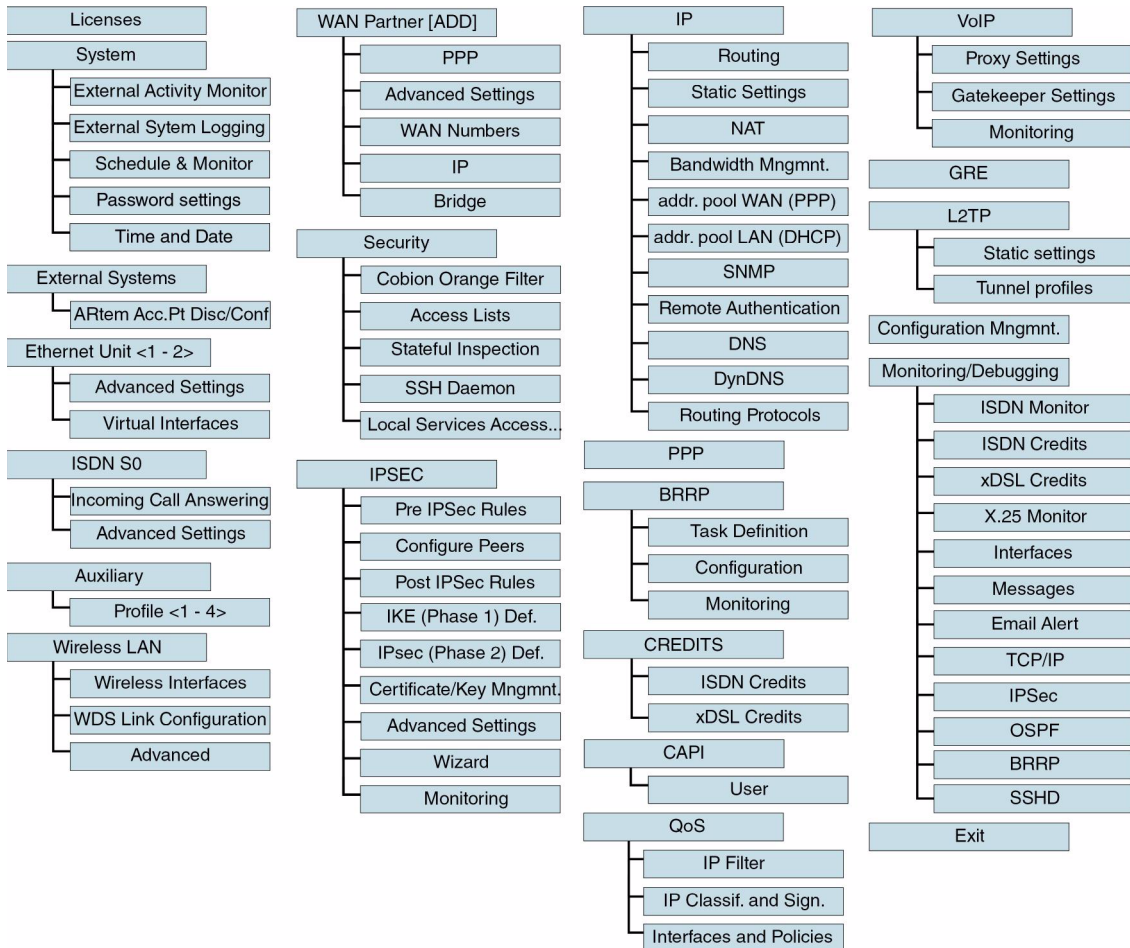 Licenses
System
External Activity Monitor
External Sytem Logging
Schedule & Monitor
Password settings
Time and Date
External Systems
ARtem Acc.Pt Disc/Conf
Ethernet Unit <1 - 2>
Advanced Settings
Virtual Interfaces
ISDN S0
Incoming Call Answering
Advanced Settings
Auxiliary
Profile <1 - 4>
Wireless LAN
Wireless Interfaces
WDS Link Configuration
Advanced
WAN Partner [ADD]
PPP
Advanced Settings
WAN Numbers
IP
Bridge
Security
Cobion Orange Filter
Access Lists
Stateful Inspection
SSH Daemon
Local Services Access...
IPSEC
Pre IPSec Rules
Configure Peers
Post IPSec Rules
IKE (Phase 1) Def.
IPsec (Phase 2) Def.
Certificate/Key Mngmnt.
Advanced Settings
Wizard
Monitoring
IP
Routing
Static Settings
NAT
Bandwidth Mngmnt.
addr. pool WAN (PPP)
addr. pool LAN (DHCP)
SNMP
Remote Authentication
DNS
DynDNS
Routing Protocols
PPP
BRRP
Task Definition
Configuration
Monitoring
CREDITS
ISDN Credits
xDSL Credits
CAPI
User
QoS
IP Filter
IP Classif. and Sign.
Interfaces and Policies
VoIP
Proxy Settings
Gatekeeper Settings
Monitoring
GRE
L2TP
Static settings
Tunnel profiles
Configuration Mngmnt.
Monitoring/Debugging
ISDN Monitor
ISDN Credits
xDSL Credits
X.25 Monitor
Interfaces
Messages
Email Alert
TCP/IP
IPSec
OSPF
BRRP
SSHD
Exit